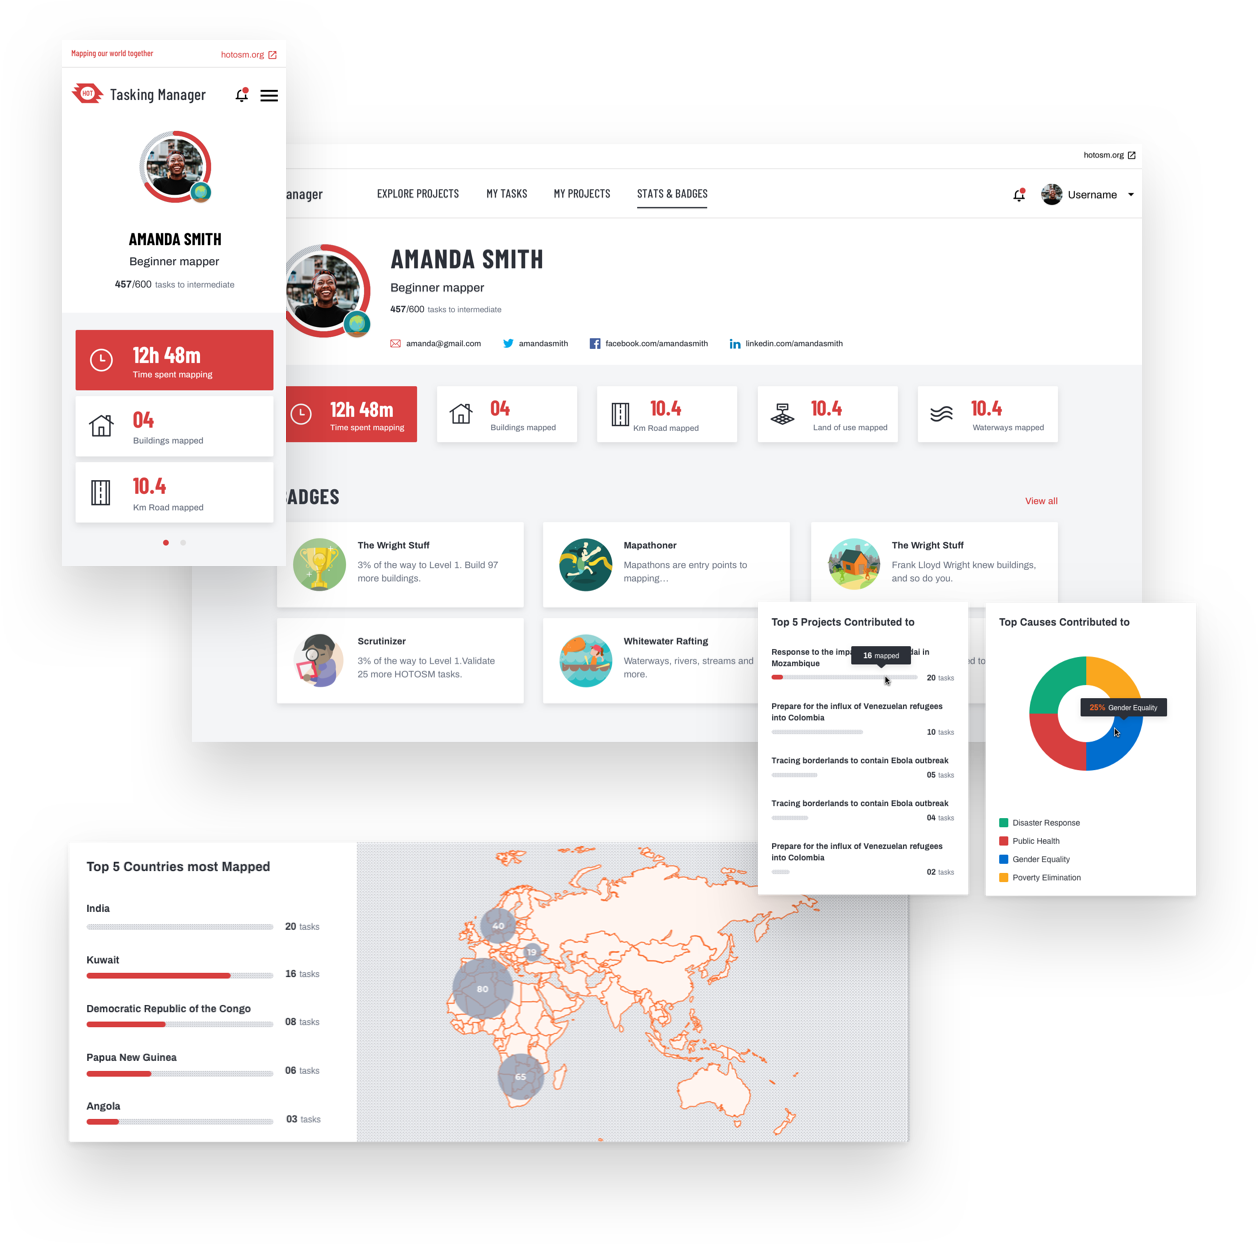 Mapping our world together
hotosm.org
HOT
Tasking Manager
AMANDA SMITH
Beginner mapper
457/600 tasks to intermediate
12h 48m
Time spent mapping
04
Buildings mapped
10.4
Km Road mapped
hotosm.org
anager
EXPLORE PROJECTS
MY TASKS
MY PROJECTS
STATS & BADGES
Username
AMANDA SMITH
Beginner mapper
457/600 tasks to intermediate
amanda@gmail.com
amandasmith
facebook.com/amandasmith
linkedin.com/amandasmith
12h 48m
Time spent mapping
04
Buildings mapped
10.4
Km Road mapped
10.4
Land of use mapped
10.4
Waterways mapped
ADGES
View all
The Wright Stuff
3% of the way to Level 1. Build 97
more buildings.
Mapathoner
Mapathons are entry points to
mapping...
The Wright Stuff
Frank Lloyd Wright knew buildings,
and so do you.
Scrutinizer
3% of the way to Level 1.Validate
25 more HOTOSM tasks.
Whitewater Rafting
Waterways, rivers, streams and
more.
d to
Top 5 Projects Contributed to
Response to the impa
dai in
Mozambique
16 mapped
20 tasks
Prepare for the influx of Venezuelan refugees
into Colombia
10 tasks
Tracing borderlands to contain Ebola outbreak
05 tasks
Tracing borderlands to contain Ebola outbreak
04 tasks
Prepare for the influx of Venezuelan refugees
into Colombia
02 tasks
Top Causes Contributed to
25% Gender Equality
Disaster Response
Public Health
Gender Equality
Poverty Elimination
Top 5 Countries most Mapped
India
20 tasks
Kuwait
16 tasks
Democratic Republic of the Congo
08 tasks
Papua New Guinea
06 tasks
Angola
03 tasks
40
19
80
65